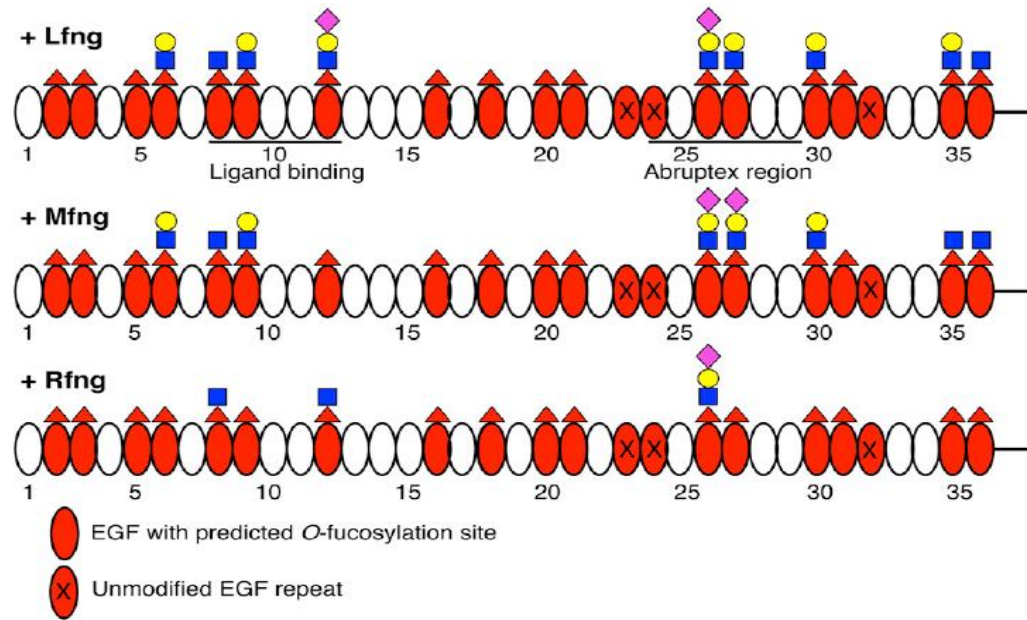 + Lfng
X X X
1 5 10 15 20 25 30 35
Ligand binding Abruptex region
+ Mfng
X X X
1 5 10 15 20 25 30 35
+ Rfng
X X X
1 5 10 15 20 25 30 35
EGF with predicted O-fucosylation site
X Unmodified EGF repeat